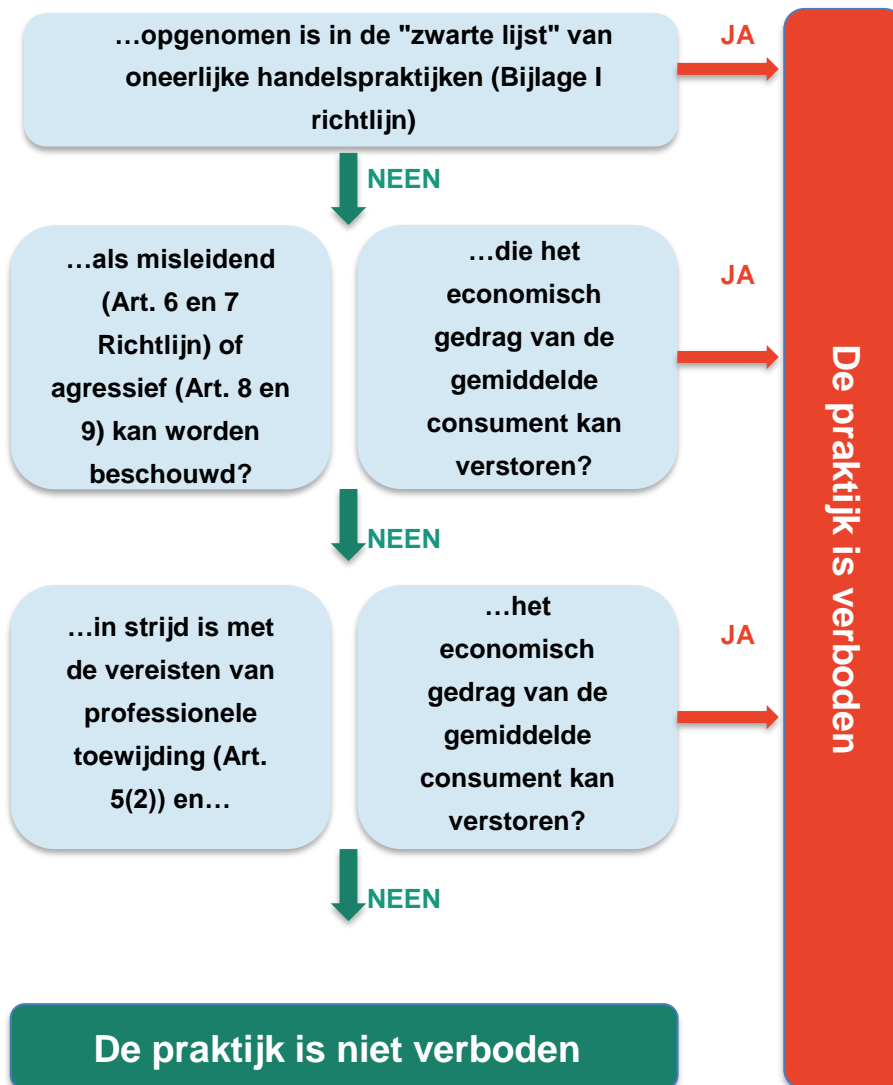 …opgenomen is in de "zwarte lijst" van
oneerlijke handelspraktijken (Bijlage I
richtlijn)
JA
NEEN
…als misleidend
(Art. 6 en 7
Richtlijn) of
agressief (Art. 8 en
9) kan worden
beschouwd?
…die het
economisch
gedrag van de
gemiddelde
consument kan
verstoren?
JA
NEEN
…in strijd is met
de vereisten van
professionele
toewijding (Art.
5(2)) en…
…het
economisch
gedrag van de
gemiddelde
consument kan
verstoren?
JA
NEEN
De praktijk is niet verboden
De praktijk is verboden